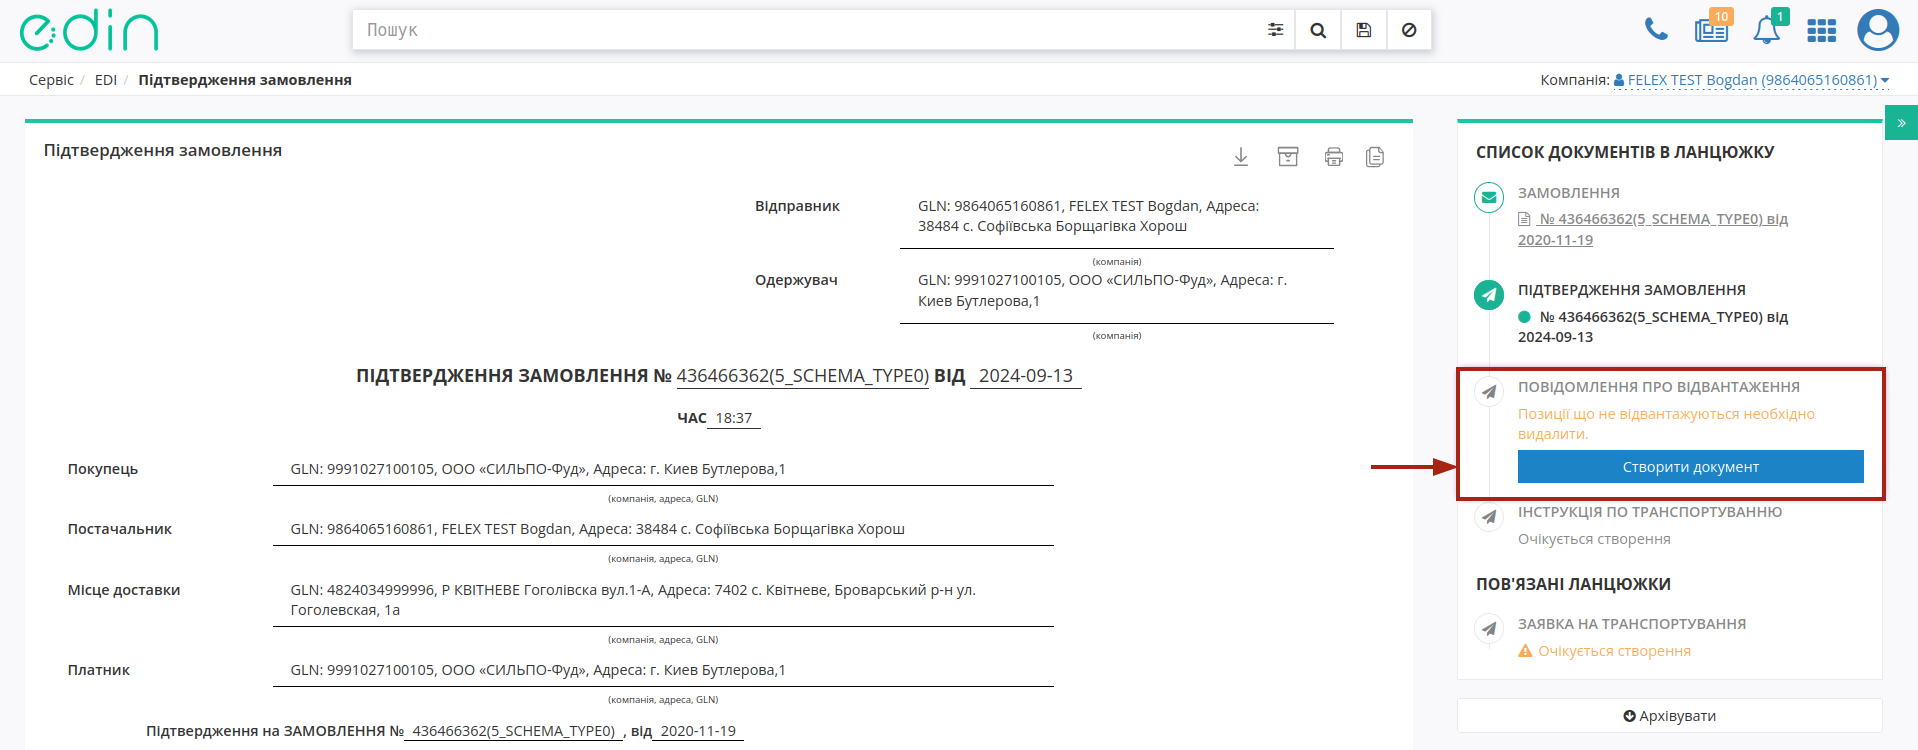 edin
Пошук
10
1
Сервіс / EDI / Підтвердження замовлення
Компанія: FELEX TEST Bogdan (9864065160861)
»
Підтвердження замовлення
Відправник
GLN: 9864065160861, FELEX TEST Bogdan, Адреса:
38484 с. Софіївська Борщагівка Хорош
(компанія)
Одержувач
GLN: 9991027100105, ООО «СИЛЬПО-Фуд», Адреса: г.
Киев Бутлерова,1
(компанія)
ПІДТВЕРДЖЕННЯ ЗАМОВЛЕННЯ № 436466362(5_SCHEMA_TYPE0) ВІД 2024-09-13
ЧАС 18:37
Покупець
GLN: 9991027100105, ООО «СИЛЬПО-Фуд», Адреса: г. Киев Бутлерова,1
(компанія, адреса, GLN)
Постачальник
GLN: 9864065160861, FELEX TEST Bogdan, Адреса: 38484 с. Софіївська Борщагівка Хорош
(компанія, адреса, GLN)
Місце доставки
GLN: 4824034999996, Р КВІТНЕВЕ Гоголівска вул.1-А, Адреса: 7402 с. Квітневе, Броварський р-н ул.
Гоголевская, 1а
(компанія, адреса, GLN)
Платник
GLN: 9991027100105, ООО «СИЛЬПО-Фуд», Адреса: г. Киев Бутлерова,1
(компанія, адреса, GLN)
Підтвердження на ЗАМОВЛЕННЯ № 436466362(5_SCHEMA_TYPE0) , від 2020-11-19
СПИСОК ДОКУМЕНТІВ В ЛАНЦЮЖКУ
ЗАМОВЛЕННЯ
№ 436466362(5_SCHEMA_TYPE0) від
2020-11-19
ПІДТВЕРДЖЕННЯ ЗАМОВЛЕННЯ
№ 436466362(5_SCHEMA_TYPE0) від
2024-09-13
ПОВІДОМЛЕННЯ ПРО ВІДВАНТАЖЕННЯ
Позиції що не відвантажуються необхідно
видалити.
Створити документ
ІНСТРУКЦІЯ ПО ТРАНСПОРТУВАННЮ
Очікується створення
ПОВ'ЯЗАНІ ЛАНЦЮЖКИ
ЗАЯВКА НА ТРАНСПОРТУВАННЯ
Очікується створення
Архівувати